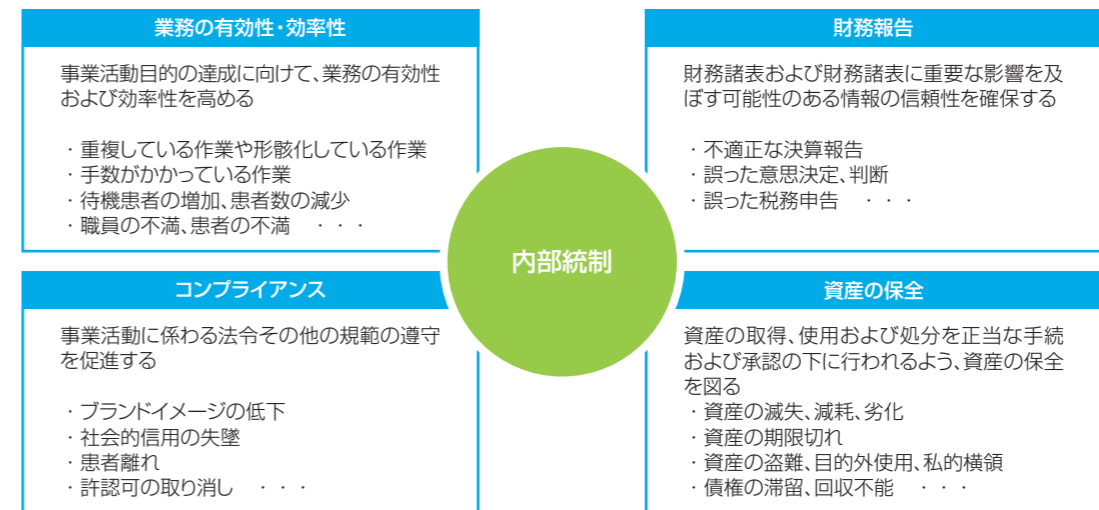 業務の有効性・効率性
事業活動目的の達成に向けて、業務の有効性
および効率性を高める
・重複している作業や形骸化している作業
・手数がかかっている作業
・待機患者の増加、患者数の減少
・職員の不満、患者の不満　・・・
財務報告
財務諸表および財務諸表に重要な影響を及
ぼす可能性のある情報の信頼性を確保する
・不適正な決算報告
・誤った意思決定、判断
・誤った税務申告　・・・
内部統制
コンプライアンス
事業活動に係わる法令その他の規範の遵守
を促進する
・ブランドイメージの低下
・社会的信用の失墜
・患者離れ
・許認可の取り消し　・・・
資産の保全
資産の取得、使用および処分を正当な手続
および承認の下に行われるよう、資産の保全
を図る
・資産の滅失、減耗、劣化
・資産の期限切れ
・資産の盗難、目的外使用、私的横領
・債権の滞留、回収不能　・・・